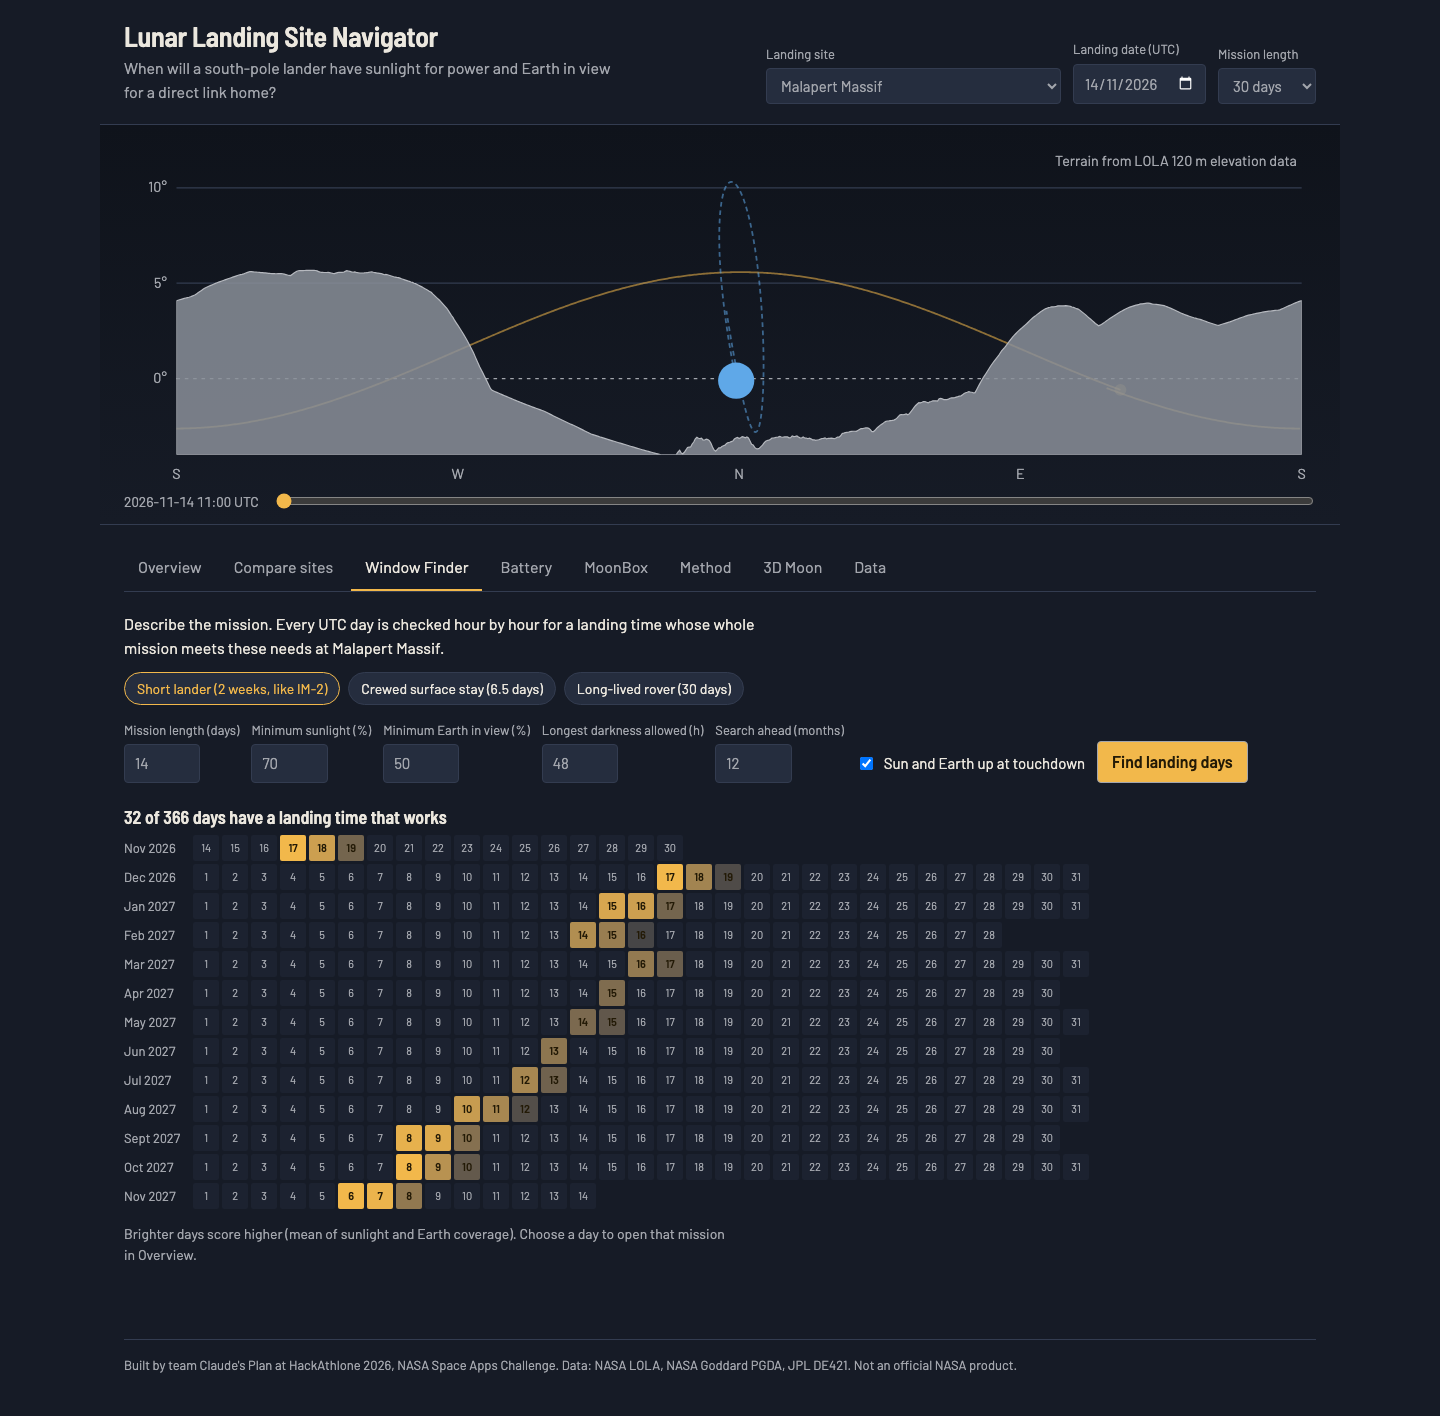 Lunar Landing Site Navigator
When will a south-pole lander have sunlight for power and Earth in view
for a direct link home?
Landing site
Landing date (UTC)
Mission length
Malapert Massif
14/11/2026
30 days
Terrain from LOLA 120 m elevation data
10°
5°
0°
S W N E S
2026-11-14 11:00 UTC
Overview Compare sites Window Finder Battery MoonBox Method 3D Moon Data
Describe the mission. Every UTC day is checked hour by hour for a landing time whose whole
mission meets these needs at Malapert Massif.
Short lander (2 weeks, like IM-2) Crewed surface stay (6.5 days) Long-lived rover (30 days)
Mission length (days) Minimum sunlight (%) Minimum Earth in view (%) Longest darkness allowed (h) Search ahead (months)
14 70 50 48 12 Sun and Earth up at touchdown Find landing days
32 of 366 days have a landing time that works
Nov 2026 14 15 16 17 18 19 20 21 22 23 24 25 26 27 28 29 30
Dec 2026 1 2 3 4 5 6 7 8 9 10 11 12 13 14 15 16 17 18 19 20 21 22 23 24 25 26 27 28 29 30 31
Jan 2027 1 2 3 4 5 6 7 8 9 10 11 12 13 14 15 16 17 18 19 20 21 22 23 24 25 26 27 28 29 30 31
Feb 2027 1 2 3 4 5 6 7 8 9 10 11 12 13 14 15 16 17 18 19 20 21 22 23 24 25 26 27 28
Mar 2027 1 2 3 4 5 6 7 8 9 10 11 12 13 14 15 16 17 18 19 20 21 22 23 24 25 26 27 28 29 30 31
Apr 2027 1 2 3 4 5 6 7 8 9 10 11 12 13 14 15 16 17 18 19 20 21 22 23 24 25 26 27 28 29 30
May 2027 1 2 3 4 5 6 7 8 9 10 11 12 13 14 15 16 17 18 19 20 21 22 23 24 25 26 27 28 29 30 31
Jun 2027 1 2 3 4 5 6 7 8 9 10 11 12 13 14 15 16 17 18 19 20 21 22 23 24 25 26 27 28 29 30
Jul 2027 1 2 3 4 5 6 7 8 9 10 11 12 13 14 15 16 17 18 19 20 21 22 23 24 25 26 27 28 29 30 31
Aug 2027 1 2 3 4 5 6 7 8 9 10 11 12 13 14 15 16 17 18 19 20 21 22 23 24 25 26 27 28 29 30 31
Sept 2027 1 2 3 4 5 6 7 8 9 10 11 12 13 14 15 16 17 18 19 20 21 22 23 24 25 26 27 28 29 30
Oct 2027 1 2 3 4 5 6 7 8 9 10 11 12 13 14 15 16 17 18 19 20 21 22 23 24 25 26 27 28 29 30 31
Nov 2027 1 2 3 4 5 6 7 8 9 10 11 12 13 14
Brighter days score higher (mean of sunlight and Earth coverage). Choose a day to open that mission
in Overview.
Built by team Claude's Plan at HackAthlone 2026, NASA Space Apps Challenge. Data: NASA LOLA, NASA Goddard PGDA, JPL DE421. Not an official NASA product.